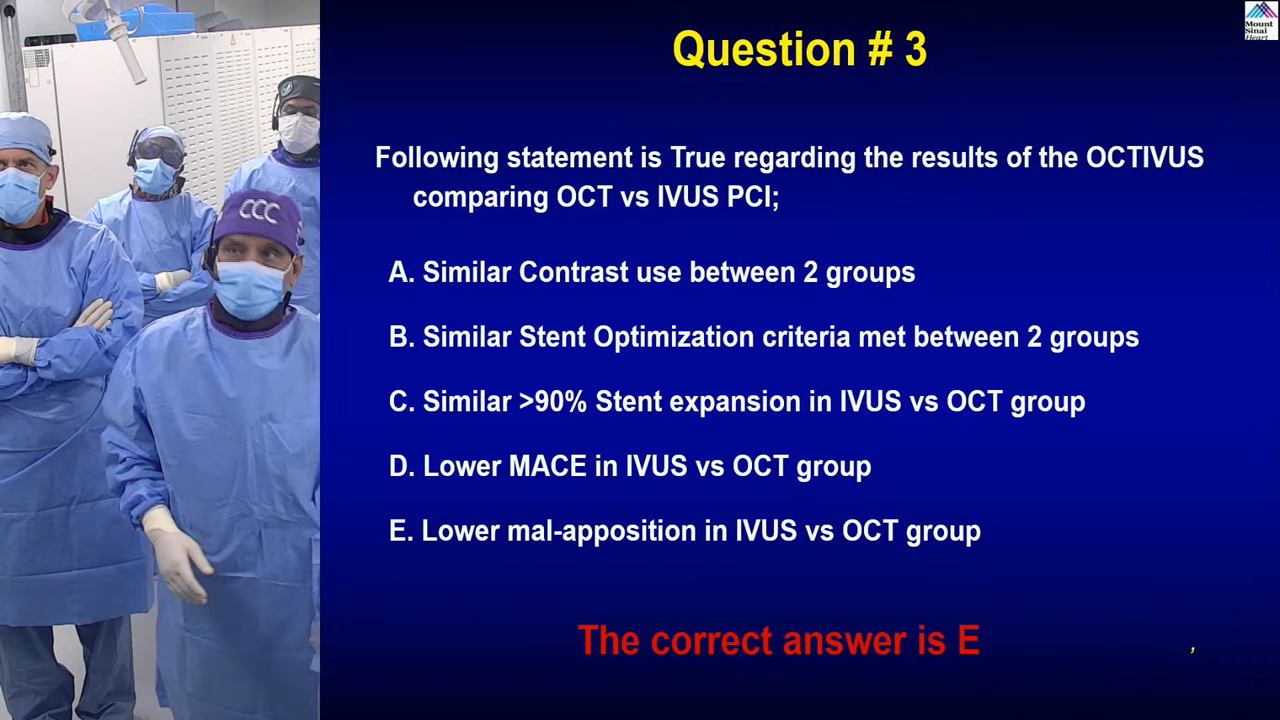 Mount
Sinai
Heart
Question # 3
Following statement is True regarding the results of the OCTIVUS
comparing OCT vs IVUS PCI;
A. Similar Contrast use between 2 groups
B. Similar Stent Optimization criteria met between 2 groups
C. Similar >90% Stent expansion in IVUS vs OCT group
D. Lower MACE in IVUS vs OCT group
E. Lower mal-apposition in IVUS vs OCT group
The correct answer is E
,
CCC